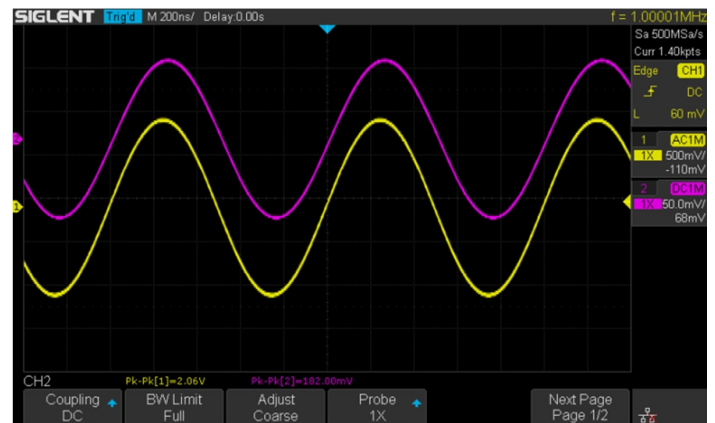 SIGLENT Trig'd M 200ns/ Delay:0.00s f = 1.00001MHz
Sa 500MSa/s
Curr 1.40kpts
Edge CH1
DC
L 60 mV
1 AC1M
1X 500mV/
-110mV
2 DC1M
1X 50.0mV/
68mV
2
1
CH2 Pk-Pk[1]=2.06V Pk-Pk[2]=182.00mV
Coupling BW Limit Adjust Probe Next Page
DC Full Coarse 1X Page 1/2